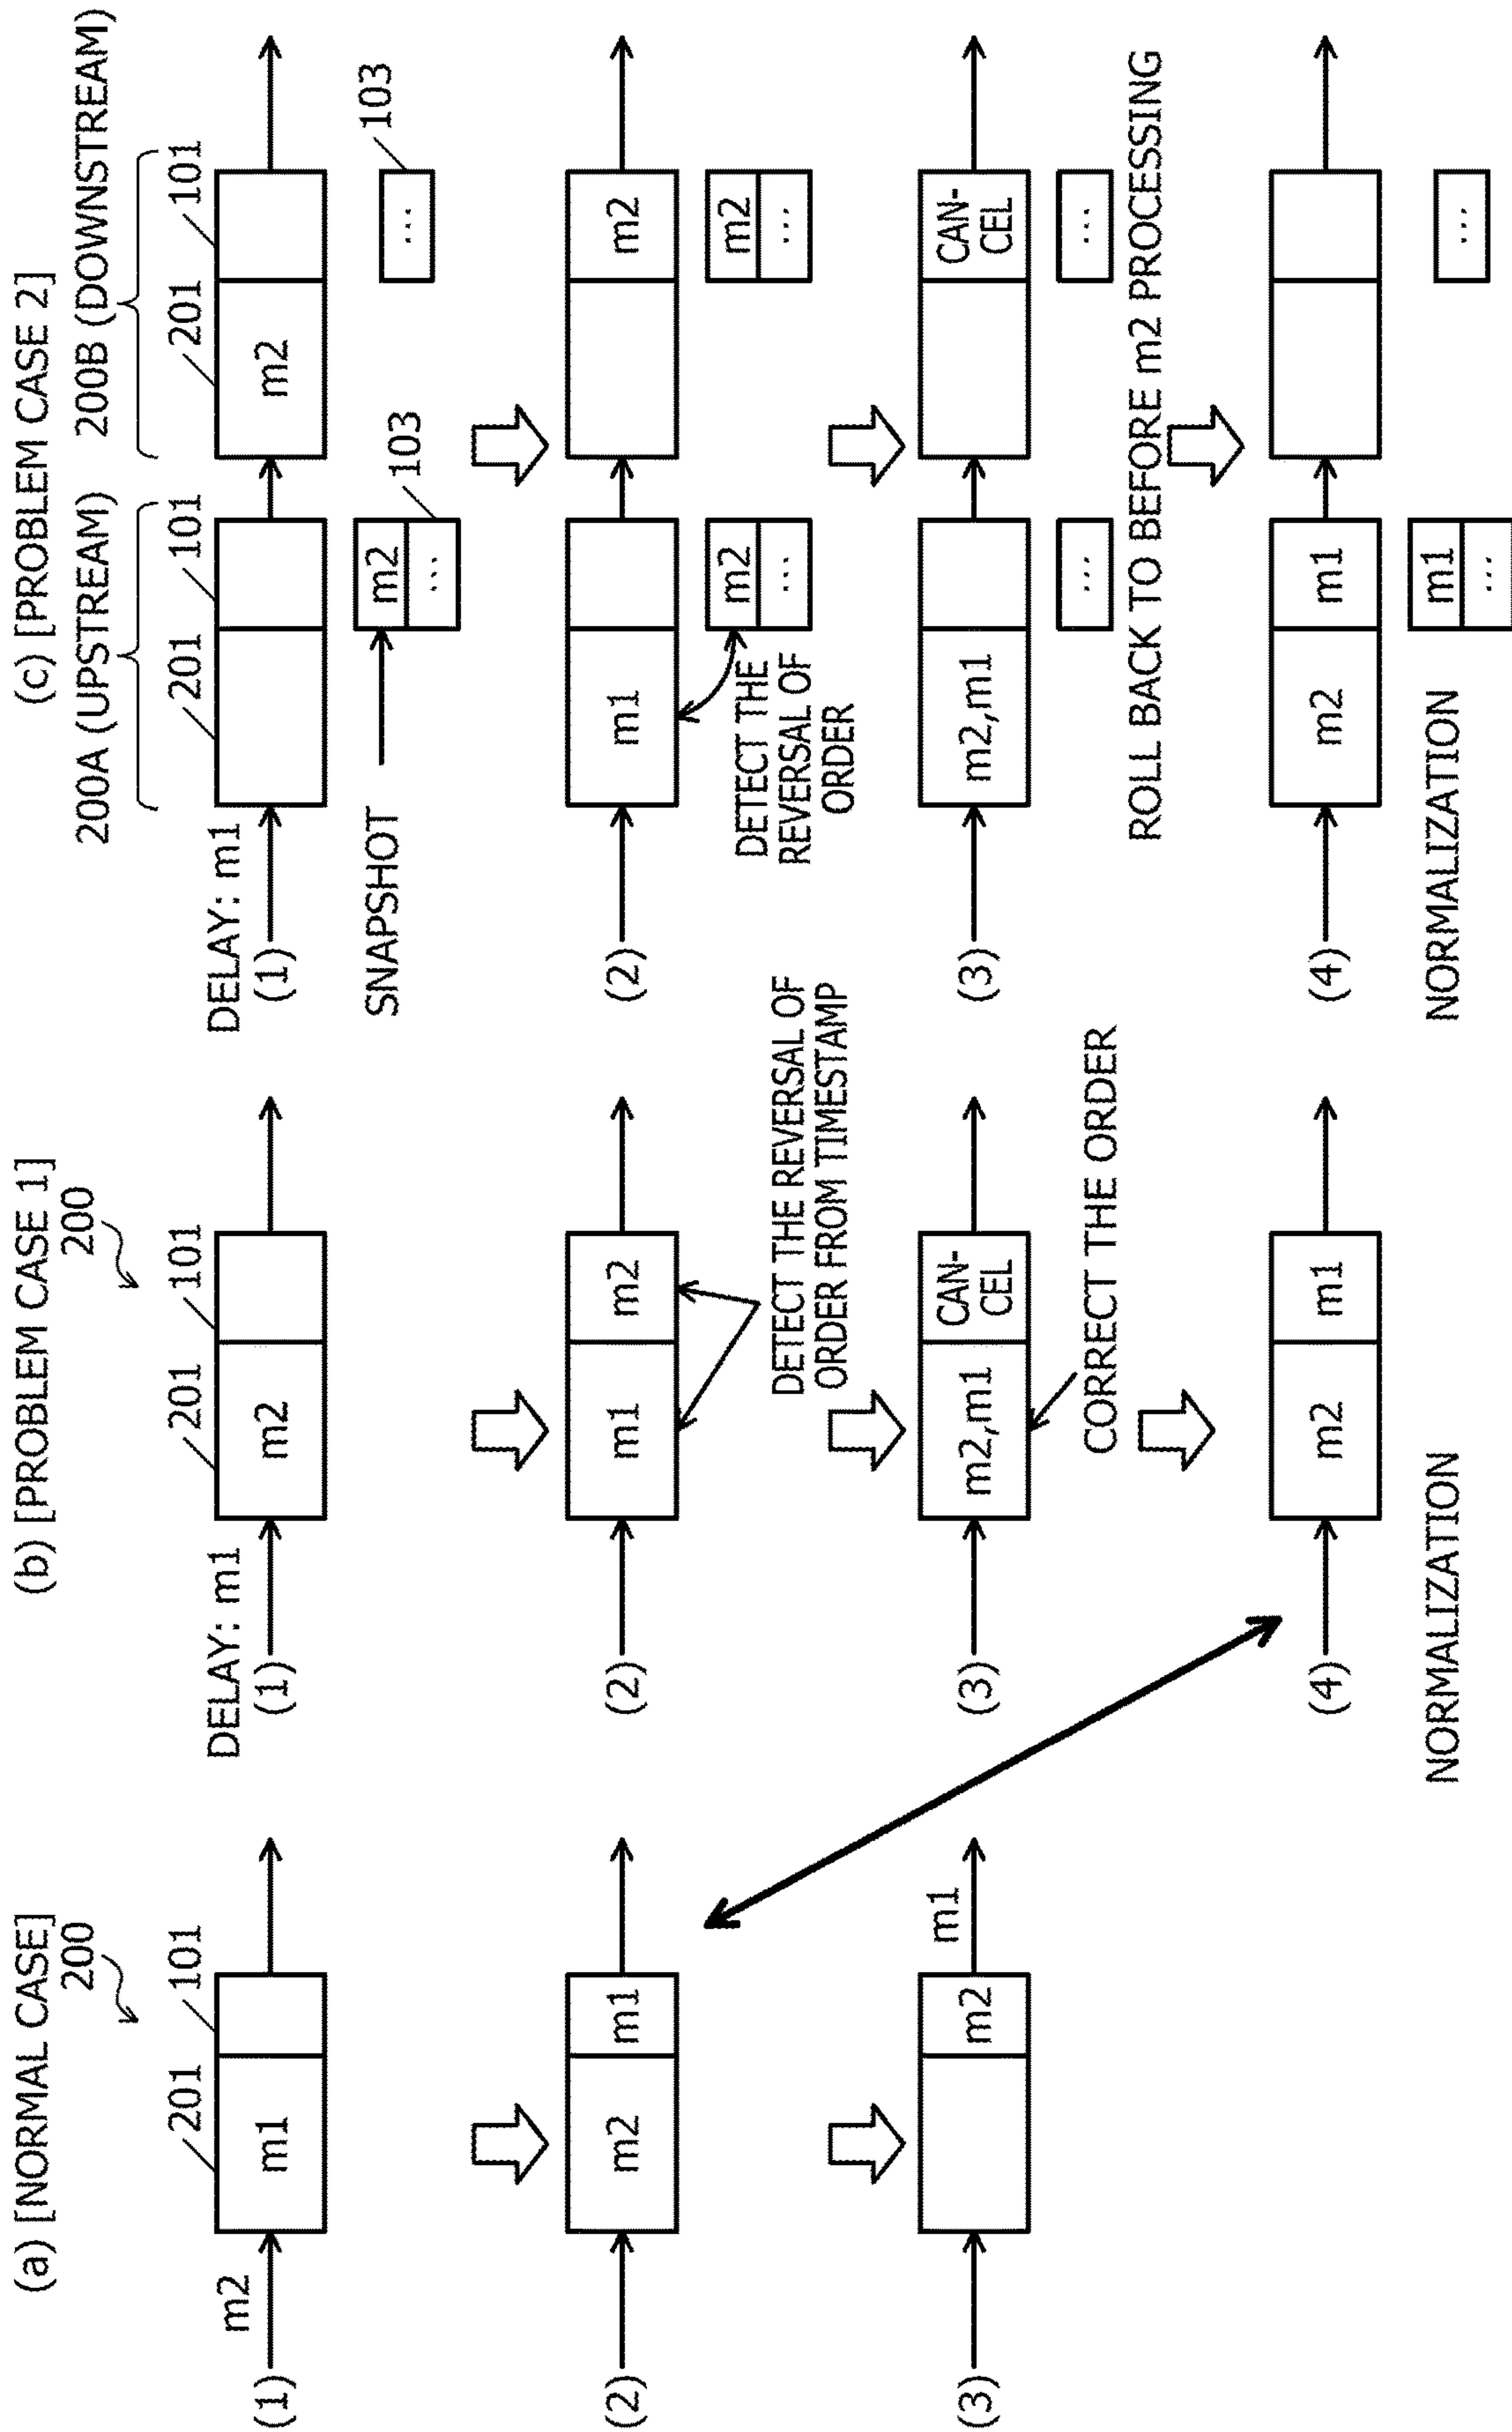 (a) [NORMAL CASE]
200
201
101
m2
(1)
m1
(2)
m2
m1
(3)
m2
m1
(b) [PROBLEM CASE 1]
200
201
101
DELAY: m1
(1)
m2
(2)
m1
m2
DETECT THE REVERSAL OF
ORDER FROM TIMESTAMP
(3)
m2,m1
CAN-
CEL
CORRECT THE ORDER
(4)
m2
m1
NORMALIZATION
(c) [PROBLEM CASE 2]
200A (UPSTREAM)
200B (DOWNSTREAM)
201
101
201
101
DELAY: m1
(1)
m2
SNAPSHOT
m2
...
103
...
103
(2)
m1
m2
m2
...
m2
...
DETECT THE
REVERSAL OF
ORDER
(3)
m2,m1
CAN-
CEL
...
...
ROLL BACK TO BEFORE m2 PROCESSING
(4)
m2
m1
m1
...
...
NORMALIZATION